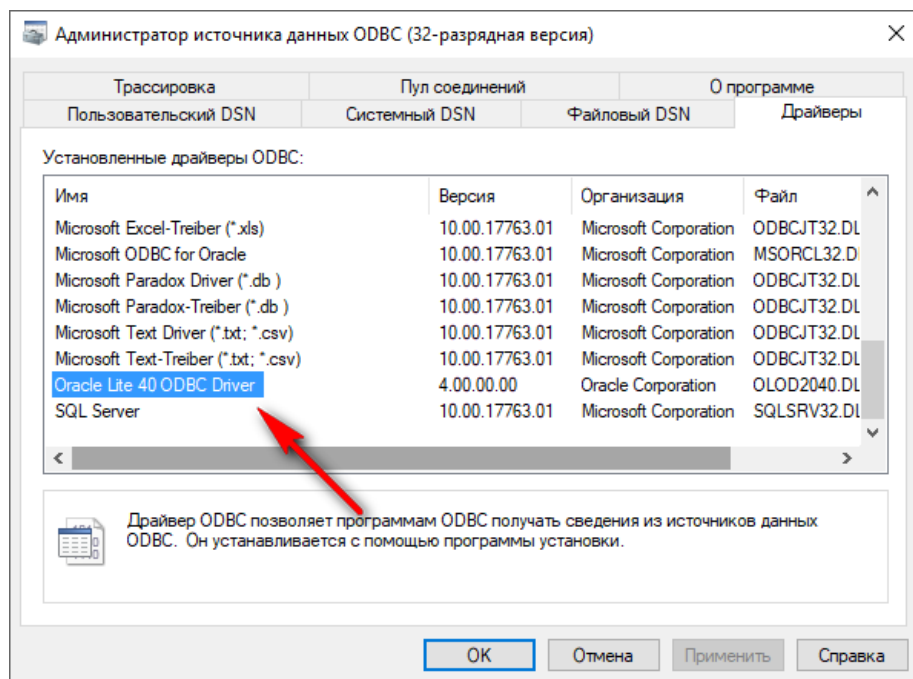 Администратор источника данных ODBC (32-разрядная версия)
Трассировка Пул соединений О программе
Пользовательский DSN Системный DSN Файловый DSN Драйверы
Установленные драйверы ODBC:
Имя Версия Организация Файл
Microsoft Excel-Treiber (*.xls) 10.00.17763.01 Microsoft Corporation ODBCJT32.DL
Microsoft ODBC for Oracle 10.00.17763.01 Microsoft Corporation MSORCL32.D
Microsoft Paradox Driver (*.db ) 10.00.17763.01 Microsoft Corporation ODBCJT32.DL
Microsoft Paradox-Treiber (*.db ) 10.00.17763.01 Microsoft Corporation ODBCJT32.DL
Microsoft Text Driver (*.txt; *.csv) 10.00.17763.01 Microsoft Corporation ODBCJT32.DL
Microsoft Text-Treiber (*.txt; *.csv) 10.00.17763.01 Microsoft Corporation ODBCJT32.DL
Oracle Lite 40 ODBC Driver 4.00.00.00 Oracle Corporation OLOD2040.DL
SQL Server 10.00.17763.01 Microsoft Corporation SQLSRV32.DL
Драйвер ODBC позволяет программам ODBC получать сведения из источников данных
ODBC. Он устанавливается с помощью программы установки.
OK Отмена Применить Справка